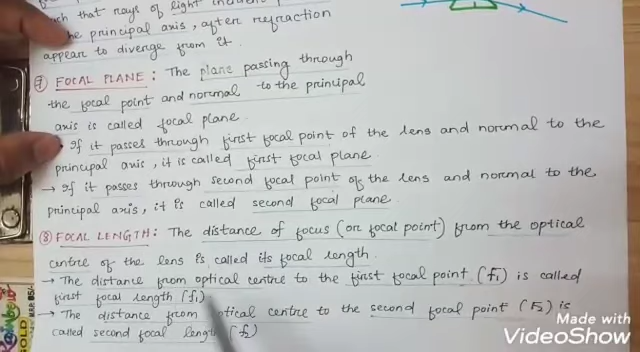 such that rays of light
the principal axis, after refraction
appear to diverge from it.
⑦ FOCAL PLANE: The plane passing through
the focal point and normal to the principal
axis is called focal plane.
If it passes through first focal point of the lens and normal to the
principal axis, it is called first focal plane.
→ If it passes through second focal point of the lens and normal to the
principal axis, it is called second focal plane.
⑧ FOCAL LENGTH: The distance of focus (or focal point) from the optical
centre of the lens is called its focal length.
→ The distance from optical centre to the first focal point (f₁) is called
first focal length (f₁)
→ The distance from optical centre to the second focal point (F₂) is
called second focal length (f₂)
GOLD
Made with
VideoShow